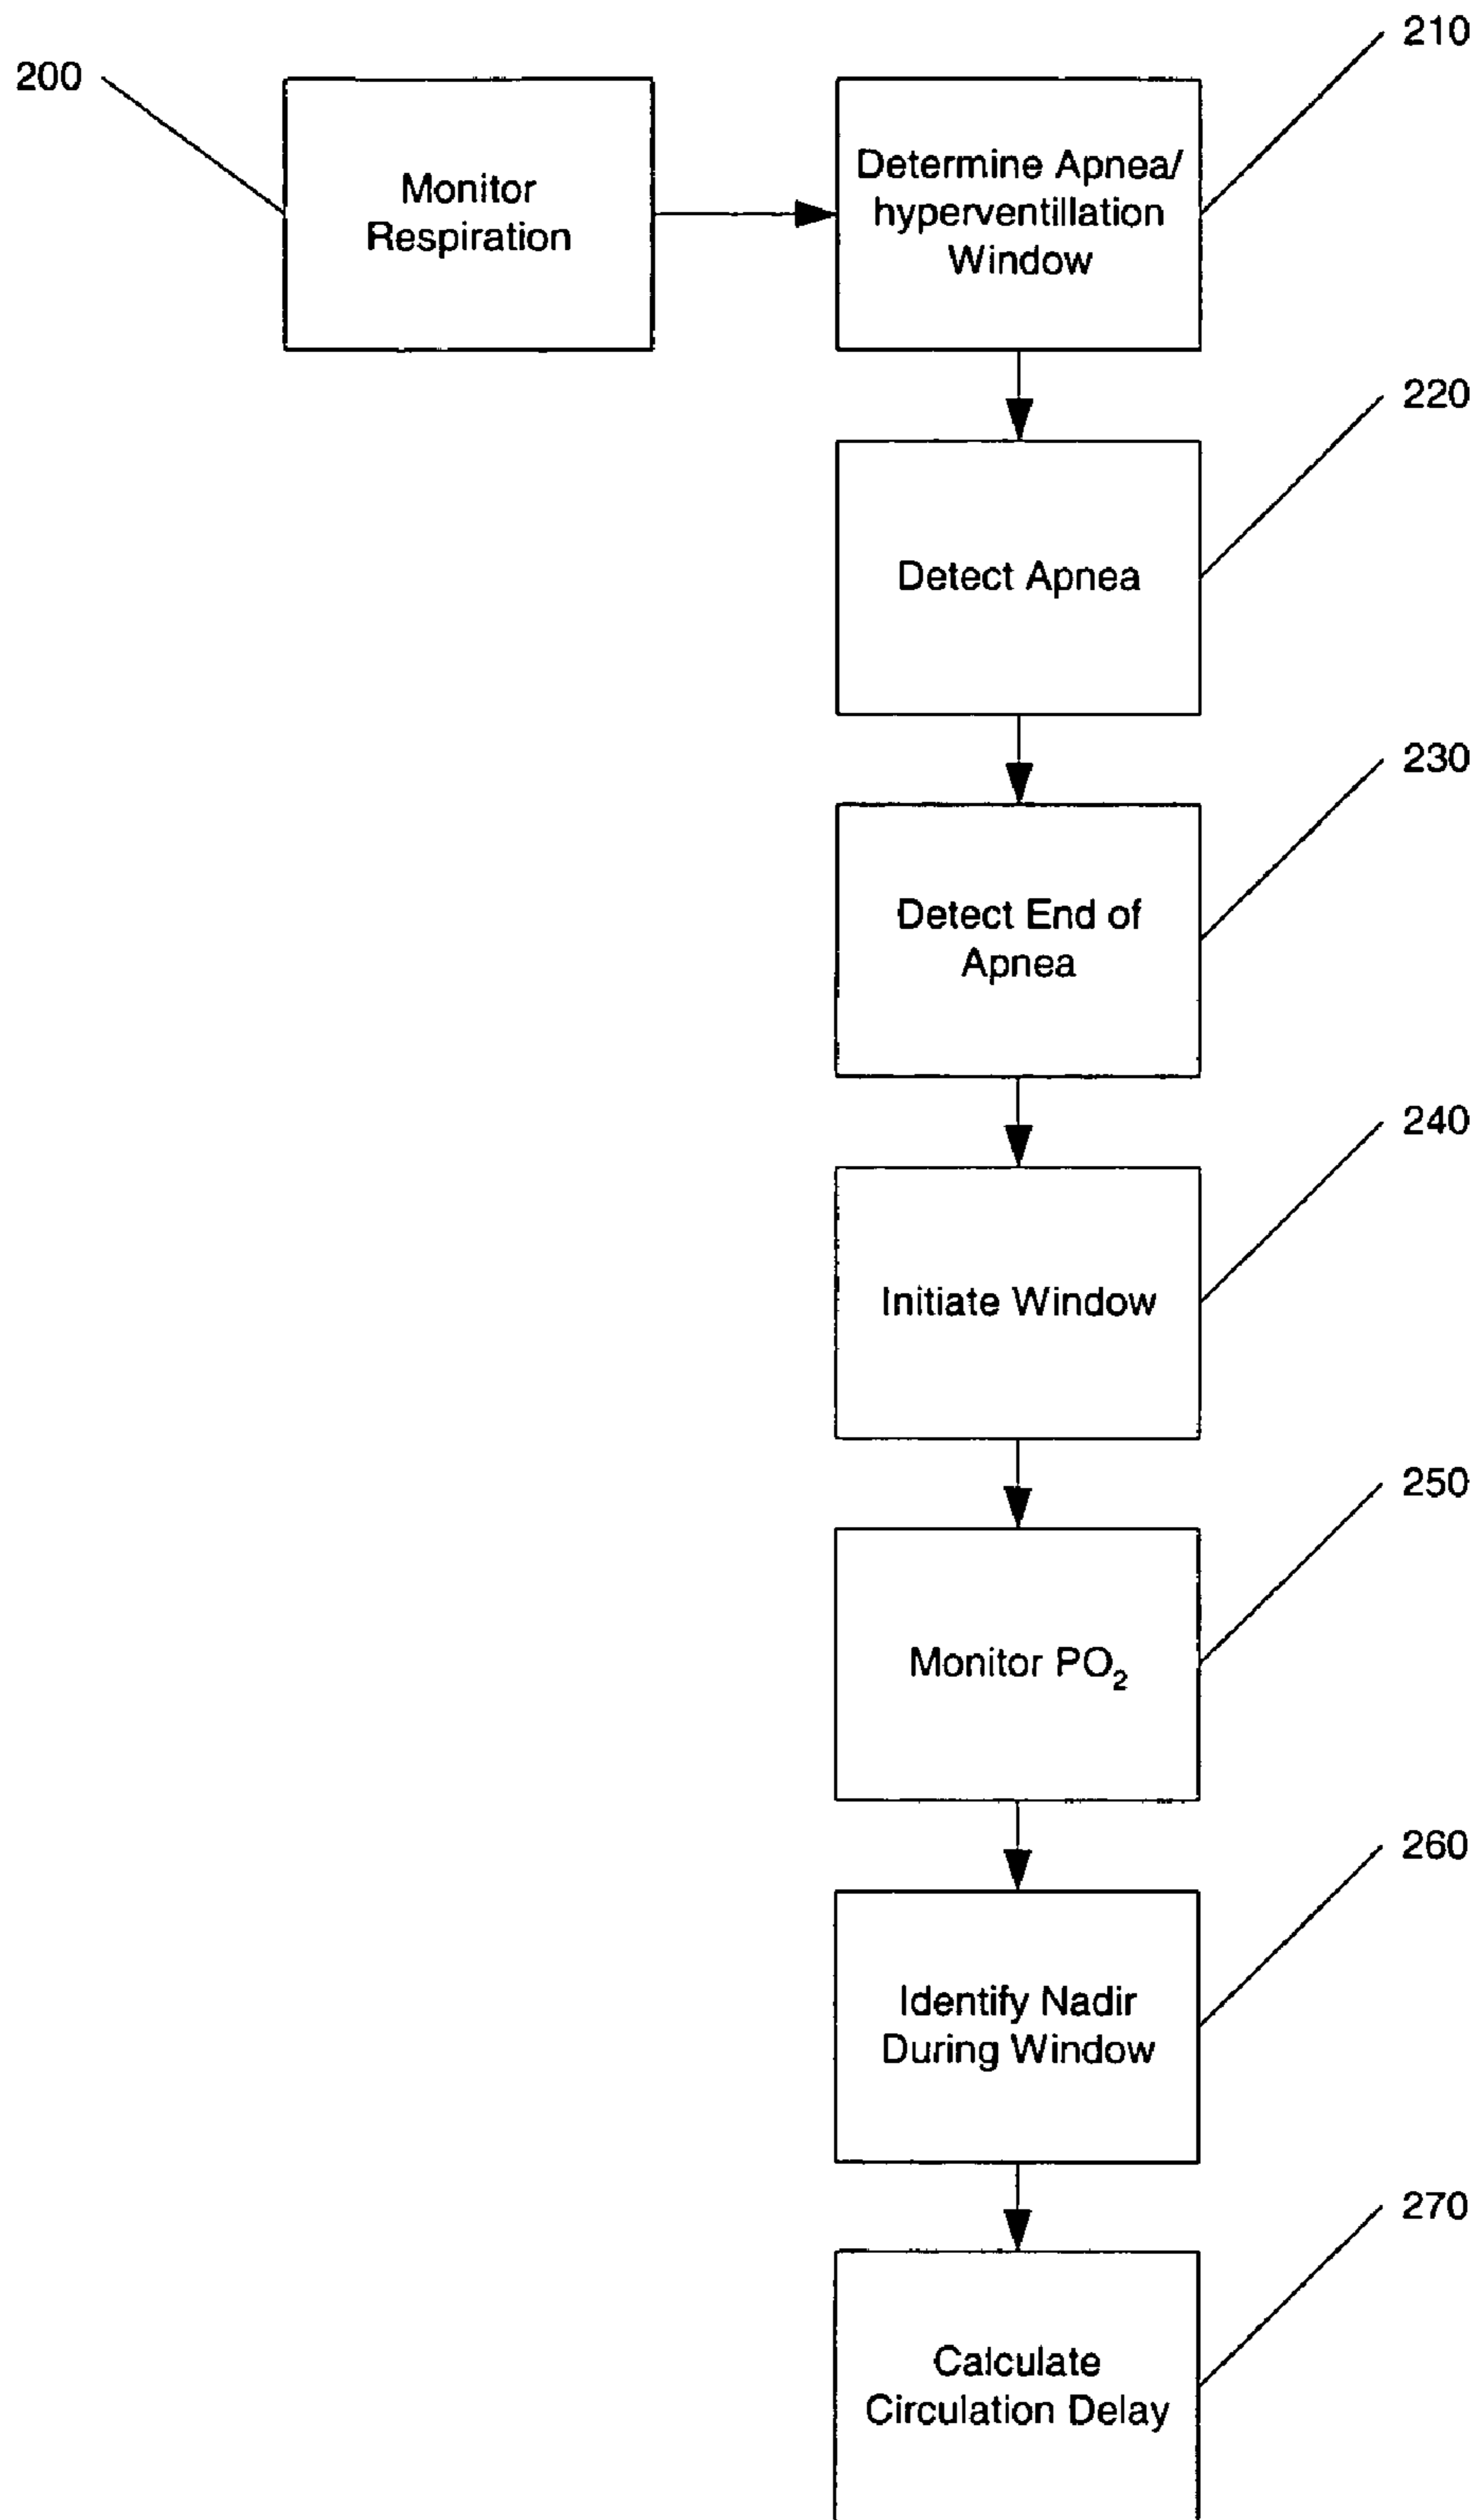 200
210
Monitor
Respiration
Determine Apnea/
hyperventillation
Window
220
Detect Apnea
230
Detect End of
Apnea
240
Initiate Window
250
Monitor PO₂
260
Identify Nadir
During Window
270
Calculate
Circulation Delay